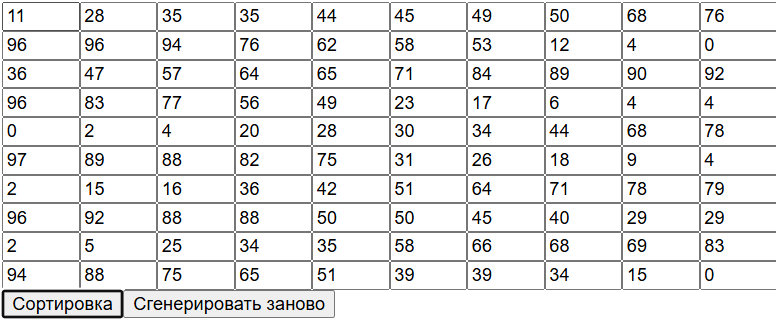 11 28 35 35 44 45 49 50 68 76
96 96 94 76 62 58 53 12 4 0
36 47 57 64 65 71 84 89 90 92
96 83 77 56 49 23 17 6 4 4
0 2 4 20 28 30 34 44 68 78
97 89 88 82 75 31 26 18 9 4
2 15 16 36 42 51 64 71 78 79
96 92 88 88 50 50 45 40 29 29
2 5 25 34 35 58 66 68 69 83
94 88 75 65 51 39 39 34 15 0
Сортировка Сгенерировать заново